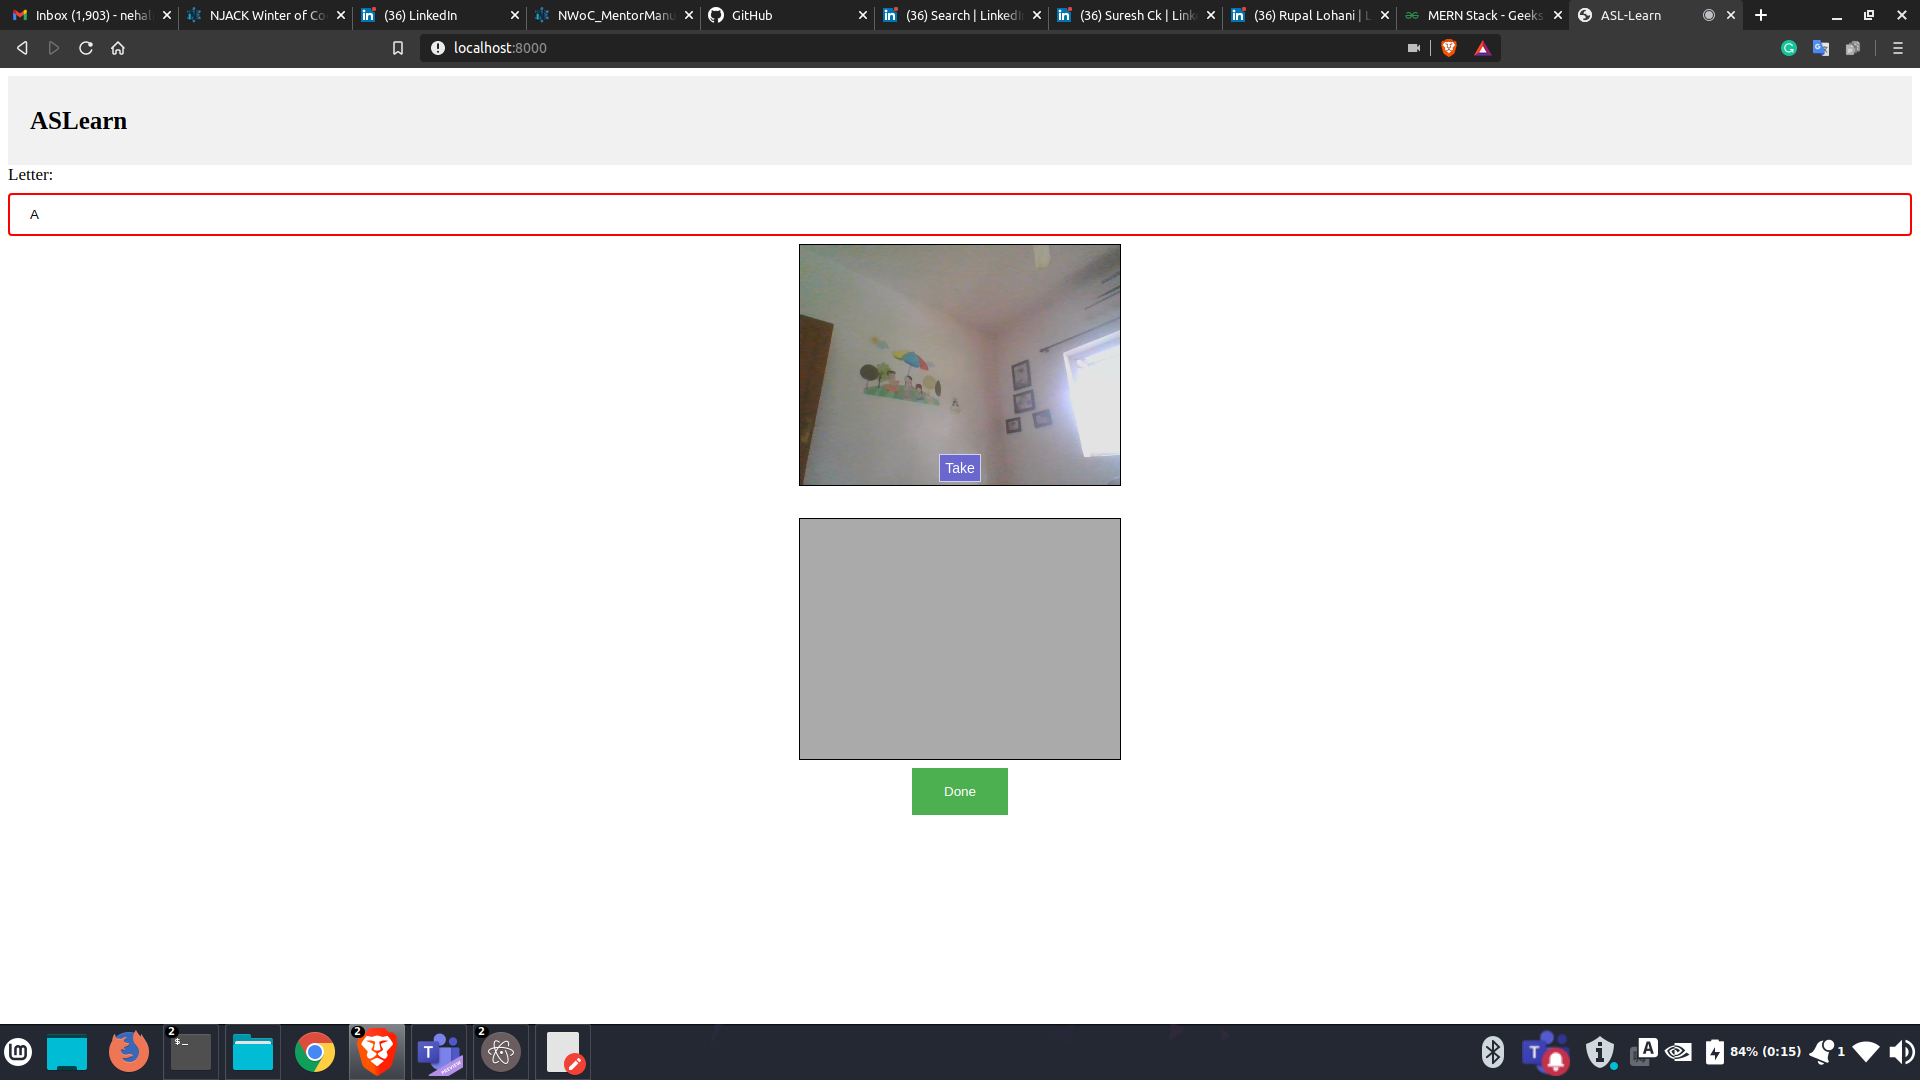 Inbox (1,903) - nehal
NJACK Winter of Co
(36) LinkedIn
NWoC_MentorManu
GitHub
(36) Search | LinkedIn
(36) Suresh Ck | Link
(36) Rupal Lohani | L
MERN Stack - Geeks
ASL-Learn
localhost:8000
ASLearn
Letter:
A
Take
Done
2
$_
2
T
PREVIEW
2
T
A
84% (0:15)
1